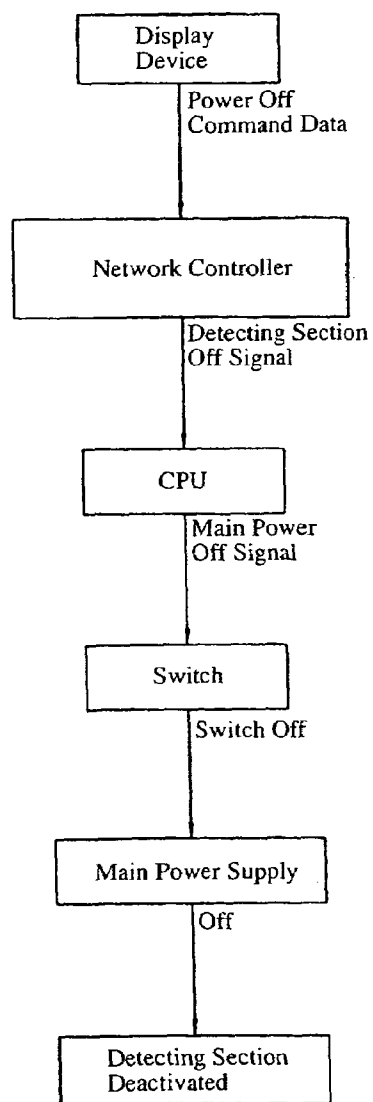 Display
Device
Power Off
Command Data
Network Controller
Detecting Section
Off Signal
CPU
Main Power
Off Signal
Switch
Switch Off
Main Power Supply
Off
Detecting Section
Deactivated